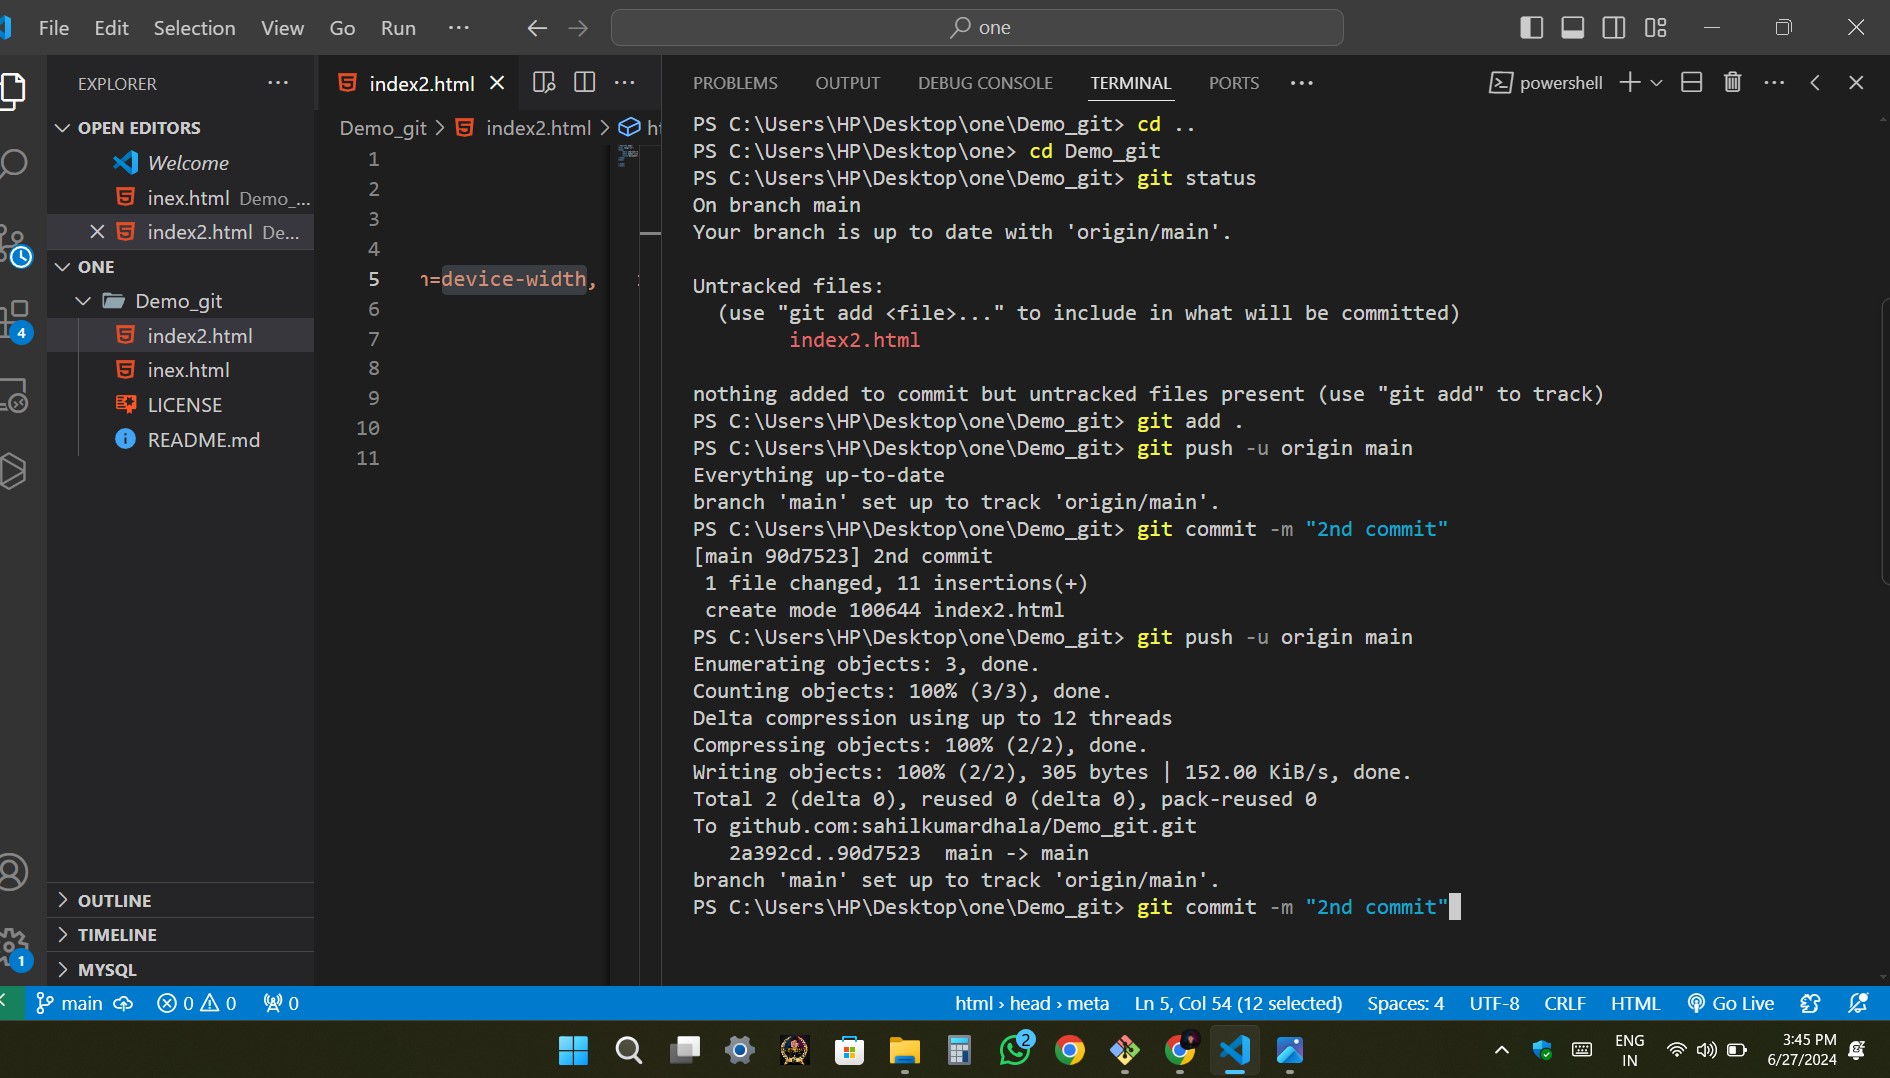 File Edit Selection View Go Run ···
one
EXPLORER
OPEN EDITORS
Welcome
inex.html Demo_...
index2.html De...
ONE
Demo_git
index2.html
inex.html
LICENSE
README.md
OUTLINE
TIMELINE
MYSQL
4
1
index2.html
Demo_git > index2.html >
1
2
3
4
5 =device-width,
6
7
8
9
10
11
PROBLEMS OUTPUT DEBUG CONSOLE TERMINAL PORTS ···
powershell
PS C:\Users\HP\Desktop\one\Demo_git> cd ..
PS C:\Users\HP\Desktop\one> cd Demo_git
PS C:\Users\HP\Desktop\one\Demo_git> git status
On branch main
Your branch is up to date with 'origin/main'.
Untracked files:
(use "git add <file>..." to include in what will be committed)
index2.html
nothing added to commit but untracked files present (use "git add" to track)
PS C:\Users\HP\Desktop\one\Demo_git> git add .
PS C:\Users\HP\Desktop\one\Demo_git> git push -u origin main
Everything up-to-date
branch 'main' set up to track 'origin/main'.
PS C:\Users\HP\Desktop\one\Demo_git> git commit -m "2nd commit"
[main 90d7523] 2nd commit
1 file changed, 11 insertions(+)
create mode 100644 index2.html
PS C:\Users\HP\Desktop\one\Demo_git> git push -u origin main
Enumerating objects: 3, done.
Counting objects: 100% (3/3), done.
Delta compression using up to 12 threads
Compressing objects: 100% (2/2), done.
Writing objects: 100% (2/2), 305 bytes | 152.00 KiB/s, done.
Total 2 (delta 0), reused 0 (delta 0), pack-reused 0
To github.com:sahilkumardhala/Demo_git.git
2a392cd..90d7523 main -> main
branch 'main' set up to track 'origin/main'.
PS C:\Users\HP\Desktop\one\Demo_git> git commit -m "2nd commit"
main 0 0 0 html › head › meta Ln 5, Col 54 (12 selected) Spaces: 4 UTF-8 CRLF HTML Go Live
2
ENG
IN
3:45 PM
6/27/2024